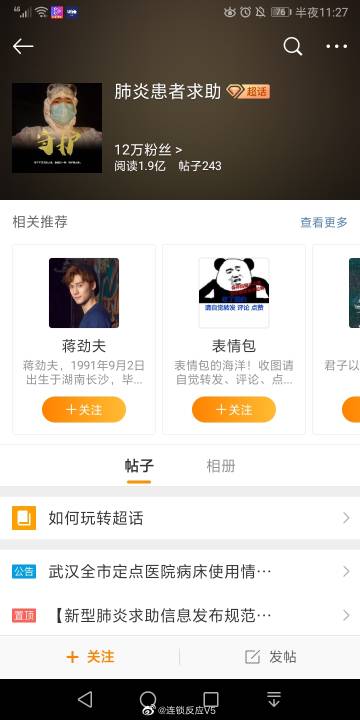 76 半夜11:27
肺炎患者求助 超话
守护
12万粉丝 >
阅读1.9亿 帖子243
相关推荐 查看更多
请自觉转发 评论 点赞
蒋劲夫 表情包
蒋劲夫，1991年9月2日 表情包的海洋！收图请 君子以
出生于湖南长沙，毕... 自觉转发、评论、点...
＋关注 ＋关注
帖子 相册
如何玩转超话
公告 武汉全市定点医院病床使用情···
置顶 【新型肺炎求助信息发布规范···
+ 关注 发帖
@连锁反应V5